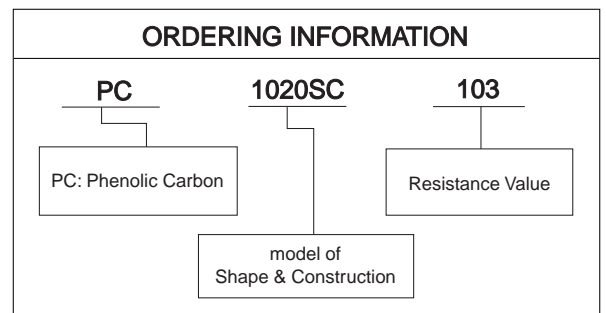 ORDERING INFORMATION
PC 1020SC 103
PC: Phenolic Carbon
Resistance Value
model of
Shape & Construction